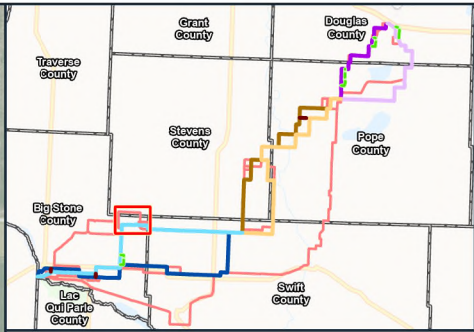 Grant
County
Douglas
County
Traverse
County
Stevens
County
Pope
County
Big Stone
County
Swift
County
Lac
Qui Parle
County